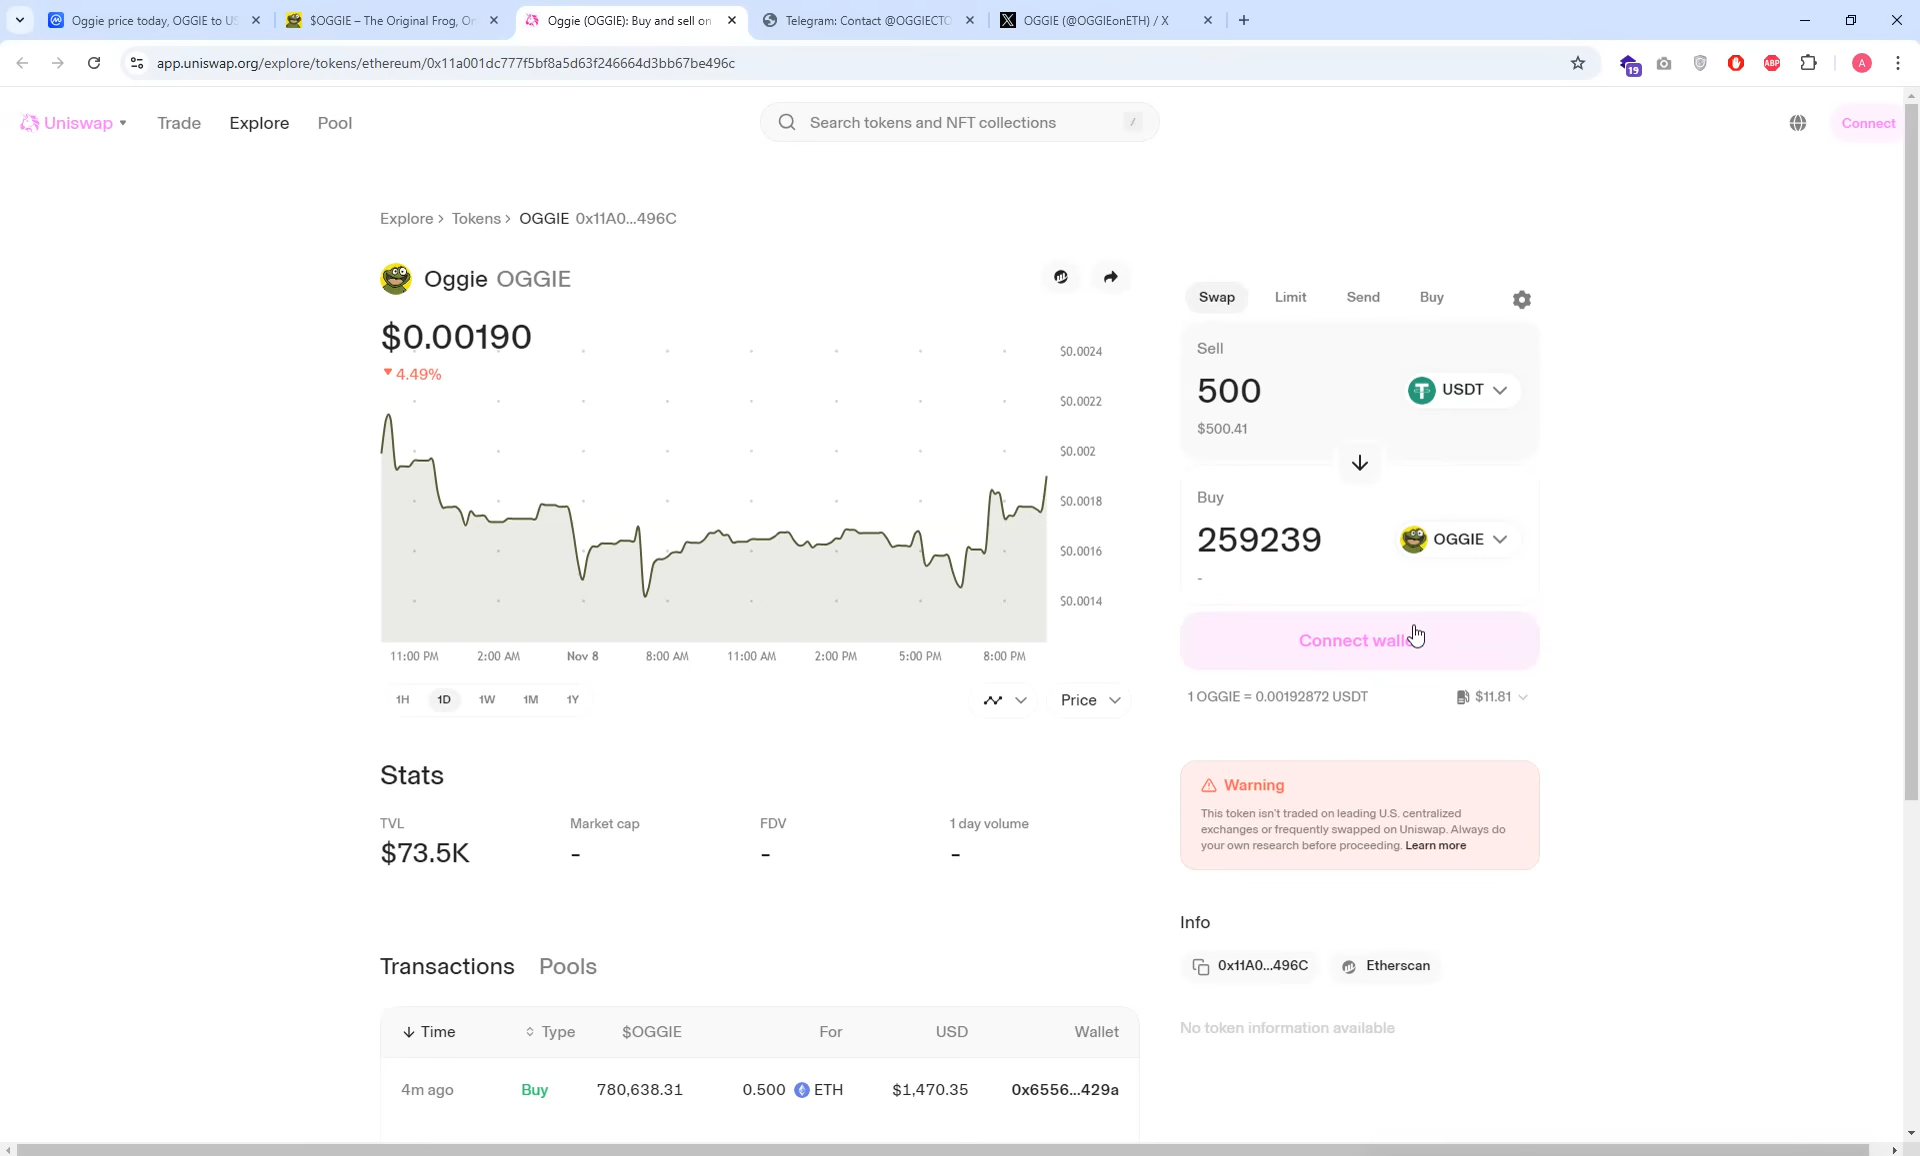 Oggie price today, OGGIE to US
$OGGIE – The Original Frog, On
Oggie (OGGIE): Buy and sell on
Telegram: Contact @OGGIECTO
OGGIE (@OGGIEonETH) / X
app.uniswap.org/explore/tokens/ethereum/0x11a001dc777f5bf8a5d63f246664d3bb67be496c
19
ABP
A
Uniswap
Trade
Explore
Pool
Search tokens and NFT collections
/
Connect
Explore > Tokens > OGGIE 0x11A0...496C
Oggie OGGIE
$0.00190
4.49%
$0.0024
$0.0022
$0.002
$0.0018
$0.0016
$0.0014
11:00 PM
2:00 AM
Nov 8
8:00 AM
11:00 AM
2:00 PM
5:00 PM
8:00 PM
1H
1D
1W
1M
1Y
Price
Swap
Limit
Send
Buy
Sell
500
USDT
$500.41
Buy
259239
OGGIE
-
Connect wall
1 OGGIE = 0.00192872 USDT
$11.81
Warning
This token isn't traded on leading U.S. centralized
exchanges or frequently swapped on Uniswap. Always do
your own research before proceeding. Learn more
Stats
TVL
$73.5K
Market cap
-
FDV
-
1 day volume
-
Info
0x11A0...496C
Etherscan
No token information available
Transactions
Pools
Time
Type
$OGGIE
For
USD
Wallet
4m ago
Buy
780,638.31
0.500 ETH
$1,470.35
0x6556...429a